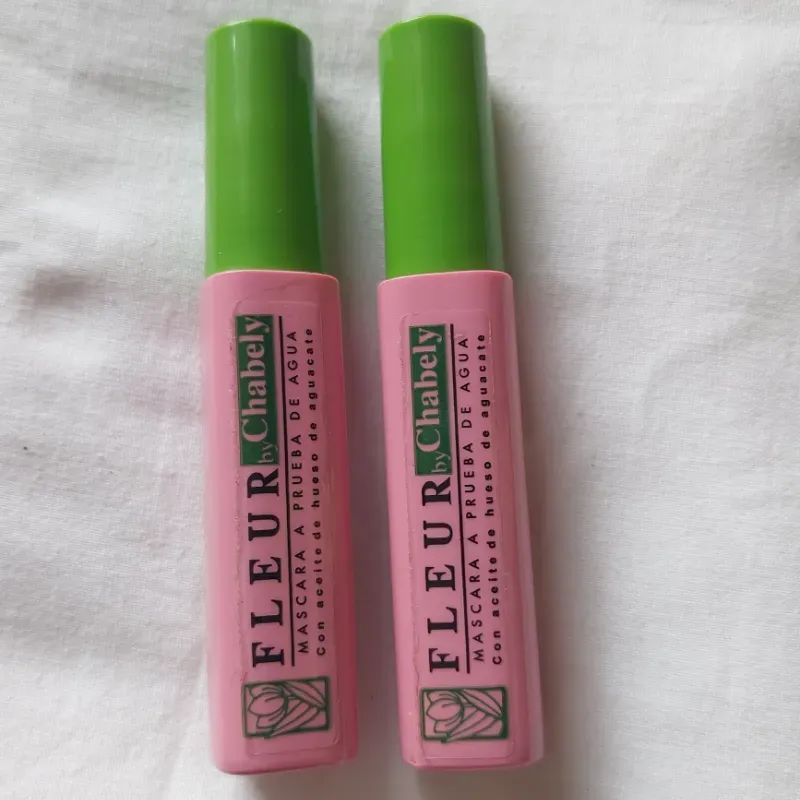 FLEUR by Chabely
MASCARA A PRUEBA DE AGUA
Con aceite de hueso de aguacate
FLEUR by Chabely
MASCARA A PRUEBA DE AGUA
Con aceite de hueso de aguacate